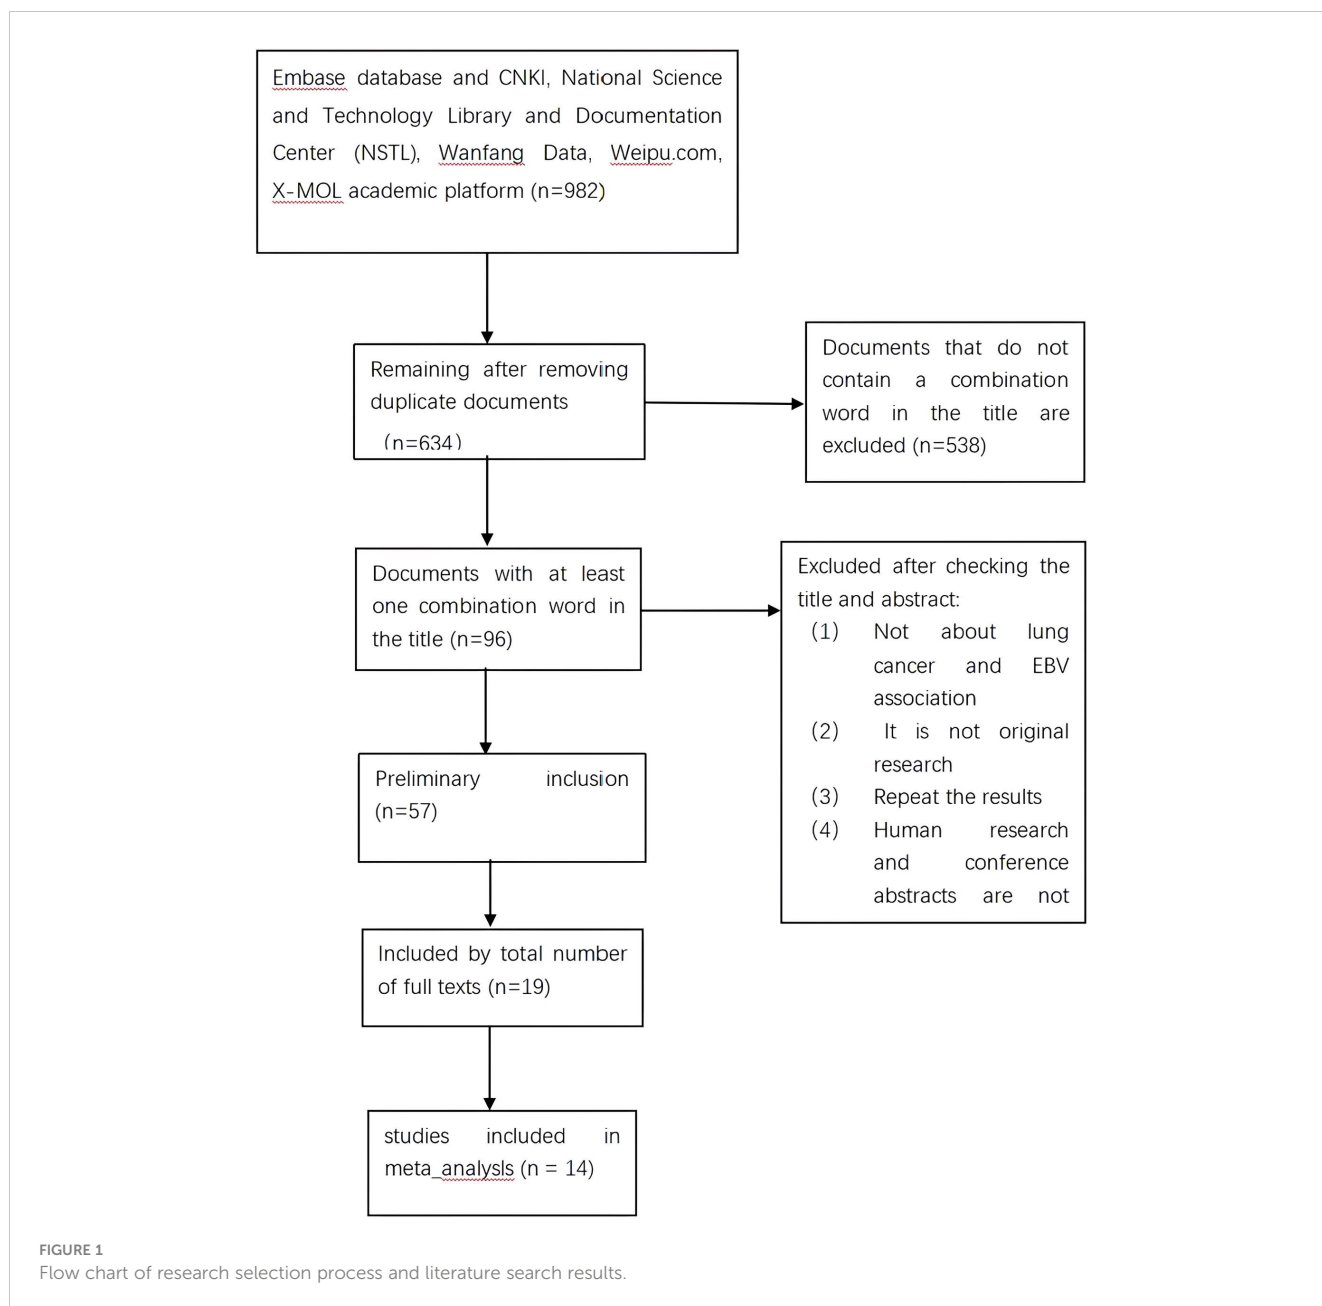 Embase database and CNKI, National Science
and Technology Library and Documentation
Center (NSTL), Wanfang Data, Weipu.com,
X-MOL academic platform (n=982)
Remaining after removing
duplicate documents
(n=634)
Documents that do not
contain a combination
word in the title are
excluded (n=538)
Documents with at least
one combination word in
the title (n=96)
Excluded after checking the
title and abstract:
(1) Not about lung
cancer and EBV
association
(2) It is not original
research
(3) Repeat the results
(4) Human research
and conference
abstracts are not
Preliminary inclusion
(n=57)
Included by total number
of full texts (n=19)
studies included in
meta_analysls (n = 14)
FIGURE 1
Flow chart of research selection process and literature search results.